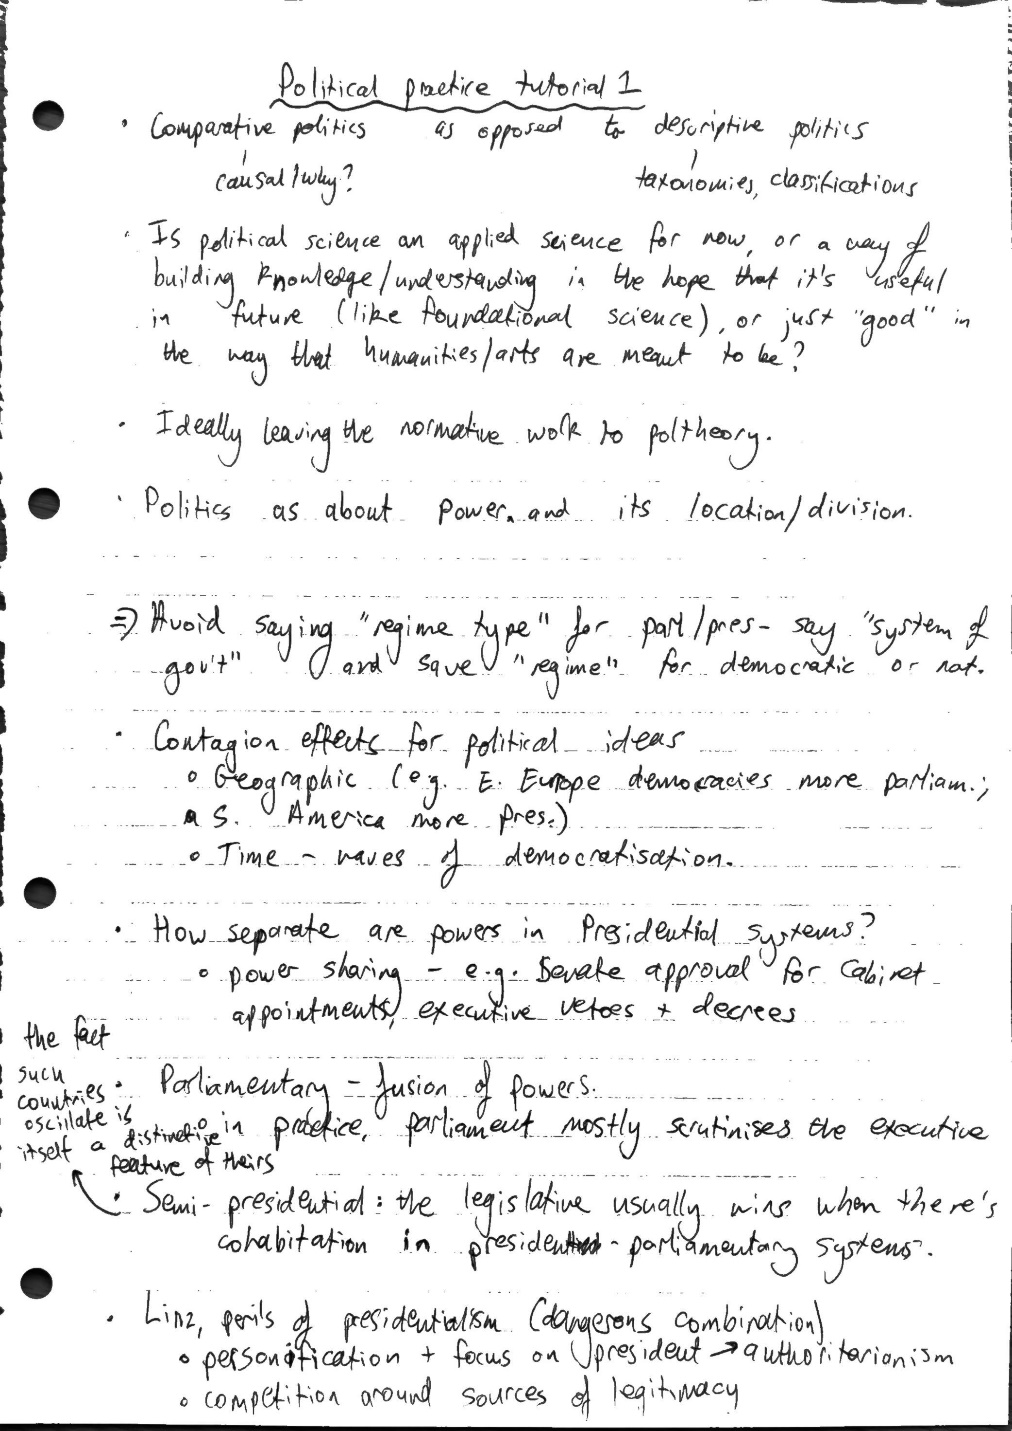 Political practice tutorial 1
• Comparative politics as opposed to descriptive politics
causal/why? taxonomies, classifications
• Is political science an applied science for now, or a way of
building knowledge/understanding in the hope that it's useful
in future (like foundational science), or just "good" in
the way that humanities/arts are meant to be?
• Ideally leaving the normative work to poltheory.
• Politics as about power, and its location/division.
⇒ Avoid saying "regime type" for parl/pres - say "system of
gov't" and save "regime" for democratic or not.
• Contagion effects for political ideas
o Geographic (e.g. E. Europe democracies more parliam.;
S. America more pres.)
o Time - waves of democratisation.
• How separate are powers in Presidential systems?
o power sharing - e.g. Senate approval for Cabinet
appointments, executive vetoes + decrees
• Parliamentary - fusion of powers.
o in practice, parliament mostly scrutinises the executive
the fact
such
countries
oscillate is
itself a distinctive
feature of theirs
• Semi-presidential: the legislative usually wins when there's
cohabitation in president-parliamentary systems.
• Linz, perils of presidentialism (dangerous combination)
o personification + focus on president → authoritarianism
o competition around sources of legitimacy